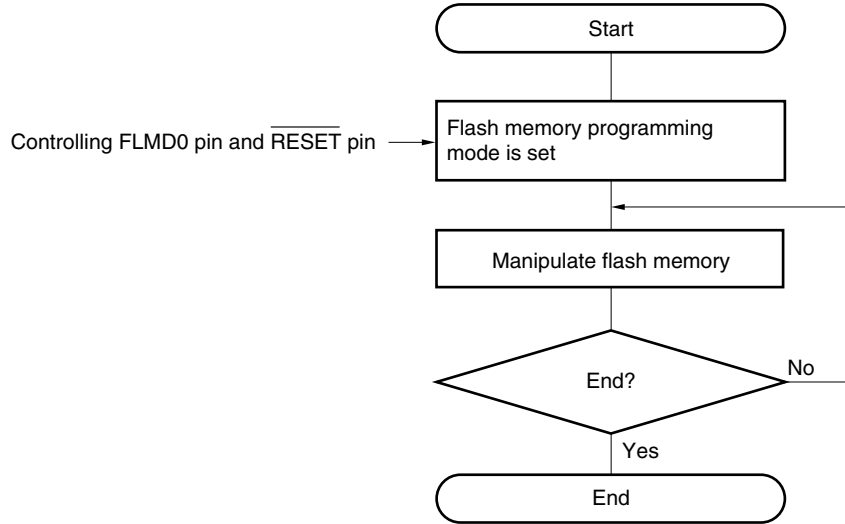 Start
Controlling FLMD0 pin and R̅E̅S̅E̅T̅ pin
Flash memory programming
mode is set
Manipulate flash memory
End?
No
Yes
End